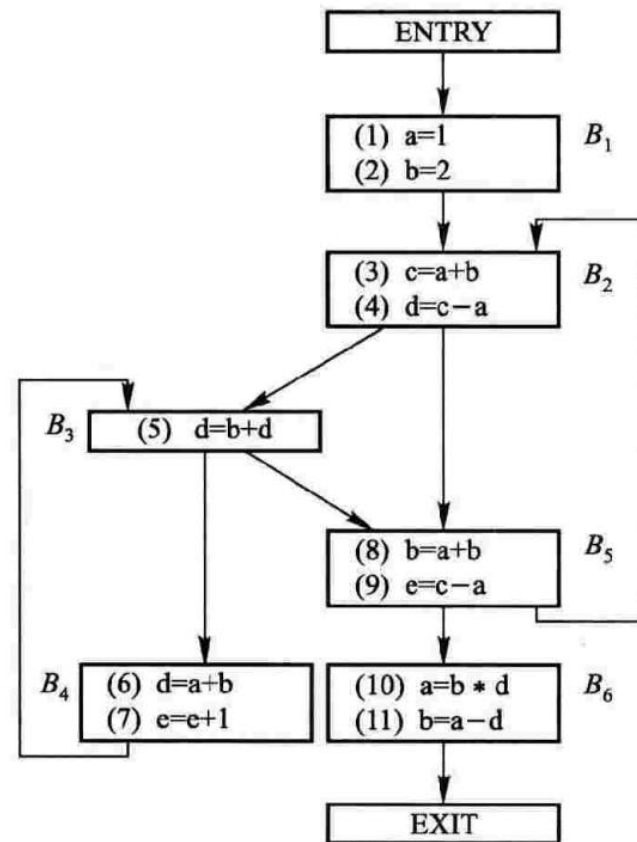 ENTRY
(1) a=1
(2) b=2
B₁
(3) c=a+b
(4) d=c−a
B₂
B₃
(5) d=b+d
(8) b=a+b
(9) e=c−a
B₅
B₄
(6) d=a+b
(7) e=e+1
(10) a=b * d
(11) b=a−d
B₆
EXIT